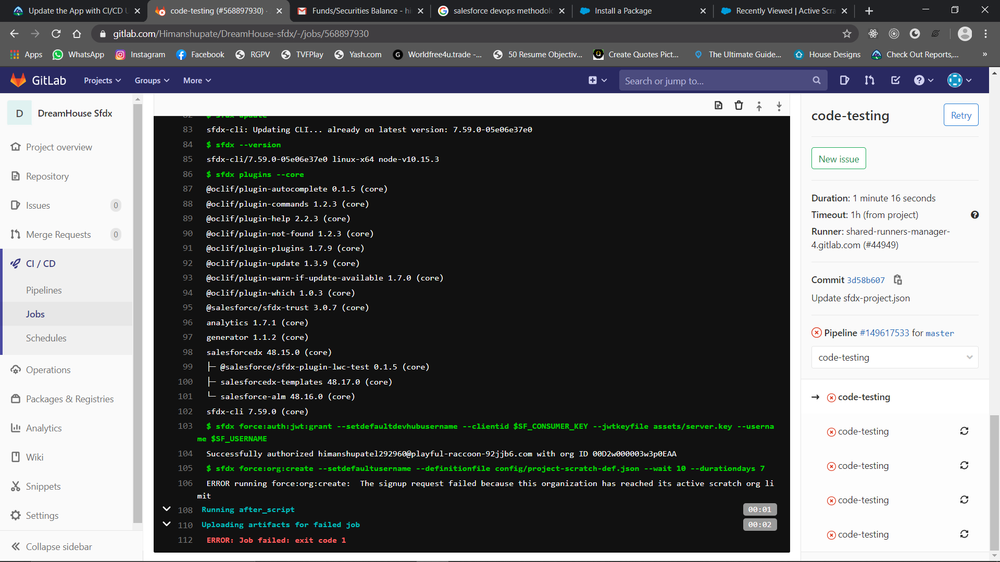 Update the App with CI/CD U
code-testing (#568897930) ·
Funds/Securities Balance - hi
salesforce devops methodolo
Install a Package
Recently Viewed | Active Scra
gitlab.com/Himanshupate/DreamHouse-sfdx/-/jobs/568897930
Apps
WhatsApp
Instagram
Facebook
RGPV
TVFPlay
Yash.com
Worldfree4u.trade -...
50 Resume Objectiv...
Create Quotes Pict...
The Ultimate Guide...
House Designs
Check Out Reports,...
»
GitLab
Projects
Groups
More
Search or jump to...
D
DreamHouse Sfdx
Project overview
Repository
Issues 0
Merge Requests 0
CI / CD
Pipelines
Jobs
Schedules
Operations
Packages & Registries
Analytics
Wiki
Snippets
Settings
Collapse sidebar
82 $ sfdx update
83 sfdx-cli: Updating CLI... already on latest version: 7.59.0-05e06e37e0
84 $ sfdx --version
85 sfdx-cli/7.59.0-05e06e37e0 linux-x64 node-v10.15.3
86 $ sfdx plugins --core
87 @oclif/plugin-autocomplete 0.1.5 (core)
88 @oclif/plugin-commands 1.2.3 (core)
89 @oclif/plugin-help 2.2.3 (core)
90 @oclif/plugin-not-found 1.2.3 (core)
91 @oclif/plugin-plugins 1.7.9 (core)
92 @oclif/plugin-update 1.3.9 (core)
93 @oclif/plugin-warn-if-update-available 1.7.0 (core)
94 @oclif/plugin-which 1.0.3 (core)
95 @salesforce/sfdx-trust 3.0.7 (core)
96 analytics 1.7.1 (core)
97 generator 1.1.2 (core)
98 salesforcedx 48.15.0 (core)
99 ├─ @salesforce/sfdx-plugin-lwc-test 0.1.5 (core)
100 ├─ salesforcedx-templates 48.17.0 (core)
101 └─ salesforce-alm 48.16.0 (core)
102 sfdx-cli 7.59.0 (core)
103 $ sfdx force:auth:jwt:grant --setdefaultdevhubusername --clientid $SF_CONSUMER_KEY --jwtkeyfile assets/server.key --userna
me $SF_USERNAME
104 Successfully authorized himanshupatel292960@playful-raccoon-92jjb6.com with org ID 00D2w000003w3p0EAA
105 $ sfdx force:org:create --setdefaultusername --definitionfile config/project-scratch-def.json --wait 10 --durationdays 7
106 ERROR running force:org:create:  The signup request failed because this organization has reached its active scratch org li
mit
108 Running after_script 00:01
110 Uploading artifacts for failed job 00:02
112 ERROR: Job failed: exit code 1
code-testing
Retry
New issue
Duration: 1 minute 16 seconds
Timeout: 1h (from project)
Runner: shared-runners-manager-
4.gitlab.com (#44949)
Commit 3d58b607
Update sfdx-project.json
Pipeline #149617533 for master
code-testing
→ code-testing
code-testing
code-testing
code-testing
code-testing